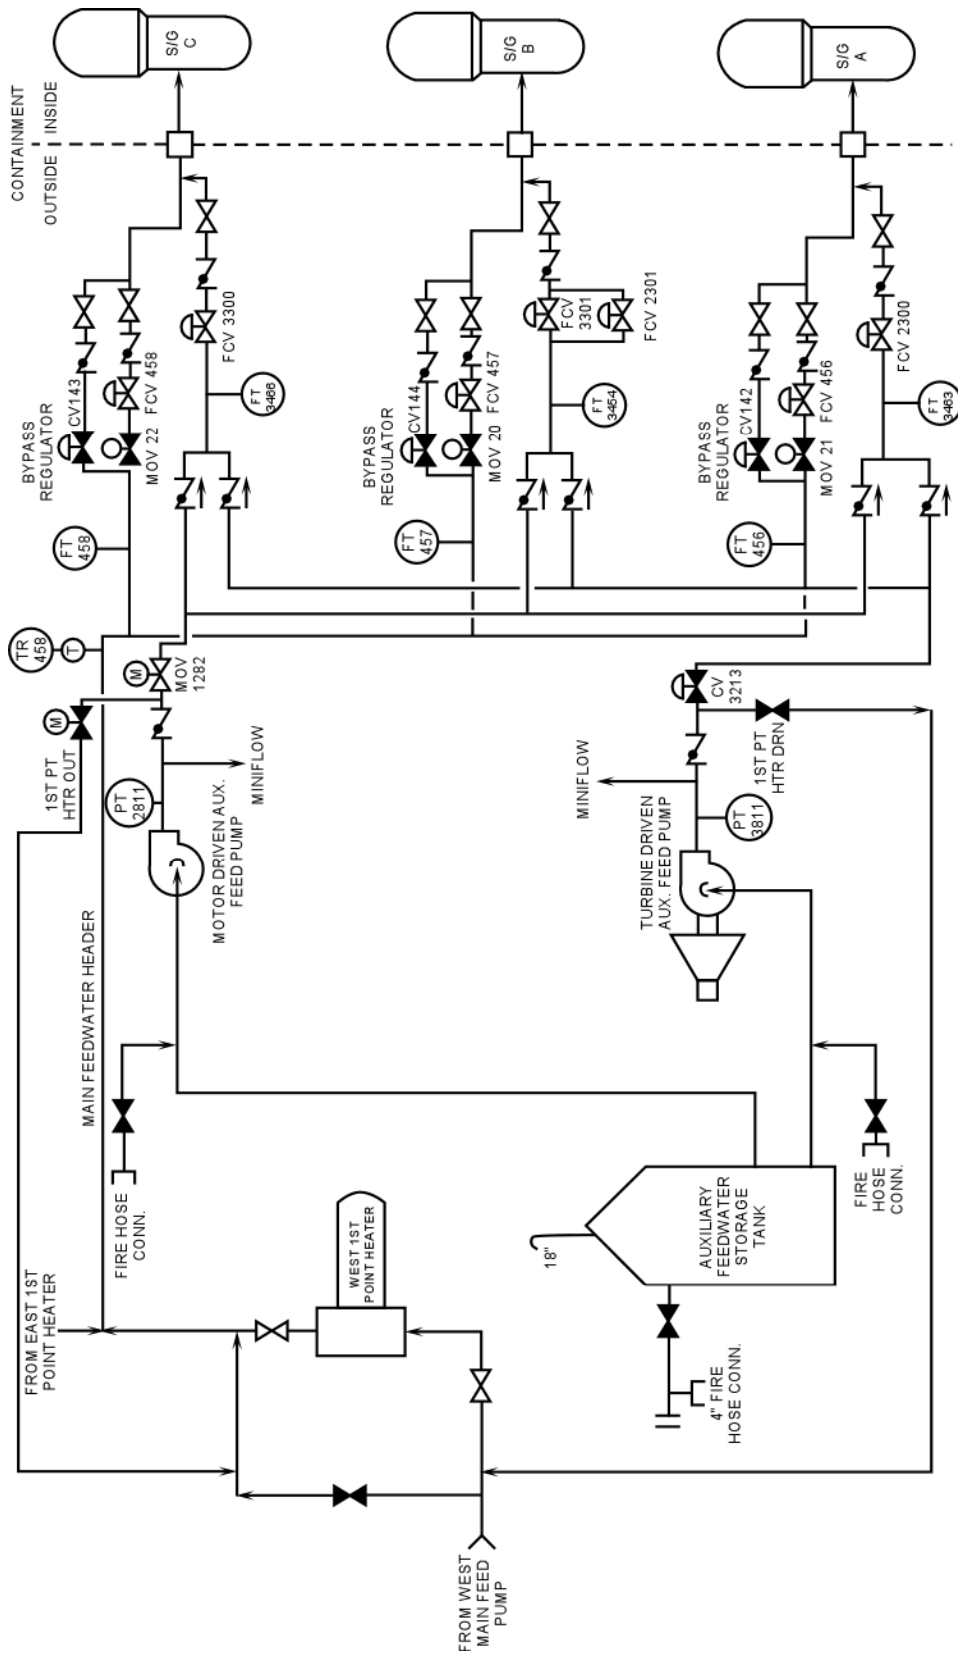 CONTAINMENT
OUTSIDE
INSIDE
S/G
C
S/G
B
S/G
A
BYPASS
REGULATOR
CV143
MOV 22
FCV 458
FCV 3300
FT
3466
FT
458
BYPASS
REGULATOR
CV144
MOV 20
FCV 457
FCV
3301
FCV 2301
FT
3454
FT
457
BYPASS
REGULATOR
CV142
MOV 21
FCV 456
FCV 2300
FT
3463
FT
456
TR
458
T
M
MOV
1282
M
1ST PT
HTR OUT
PT
2811
MINIFLOW
MOTOR DRIVEN AUX.
FEED PUMP
CV
3213
1ST PT
HTR DRN
MINIFLOW
PT
3811
TURBINE DRIVEN
AUX. FEED PUMP
MAIN FEEDWATER HEADER
FIRE HOSE
CONN.
FROM EAST 1ST
POINT HEATER
WEST 1ST
POINT HEATER
18"
AUXILIARY
FEEDWATER
STORAGE
TANK
FIRE
HOSE
CONN.
4" FIRE
HOSE CONN.
FROM WEST
MAIN FEED
PUMP